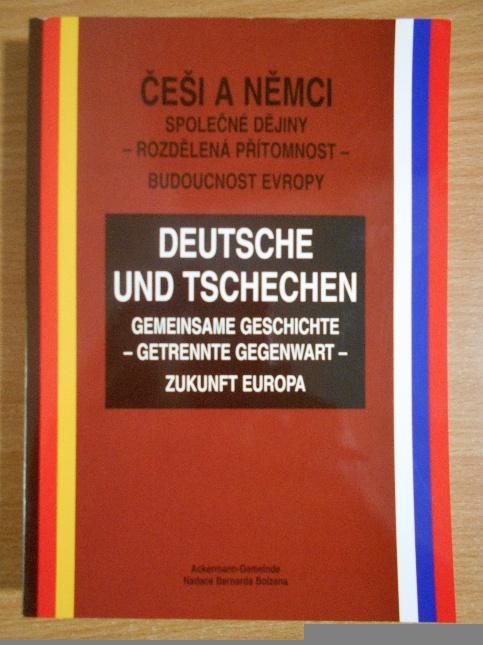 ČEŠI A NĚMCI
SPOLEČNÉ DĚJINY
– ROZDĚLENÁ PŘÍTOMNOST –
BUDOUCNOST EVROPY
DEUTSCHE
UND TSCHECHEN
GEMEINSAME GESCHICHTE
– GETRENNTE GEGENWART –
ZUKUNFT EUROPA
Ackermann-Gemeinde
Nadace Bernarda Bolzana